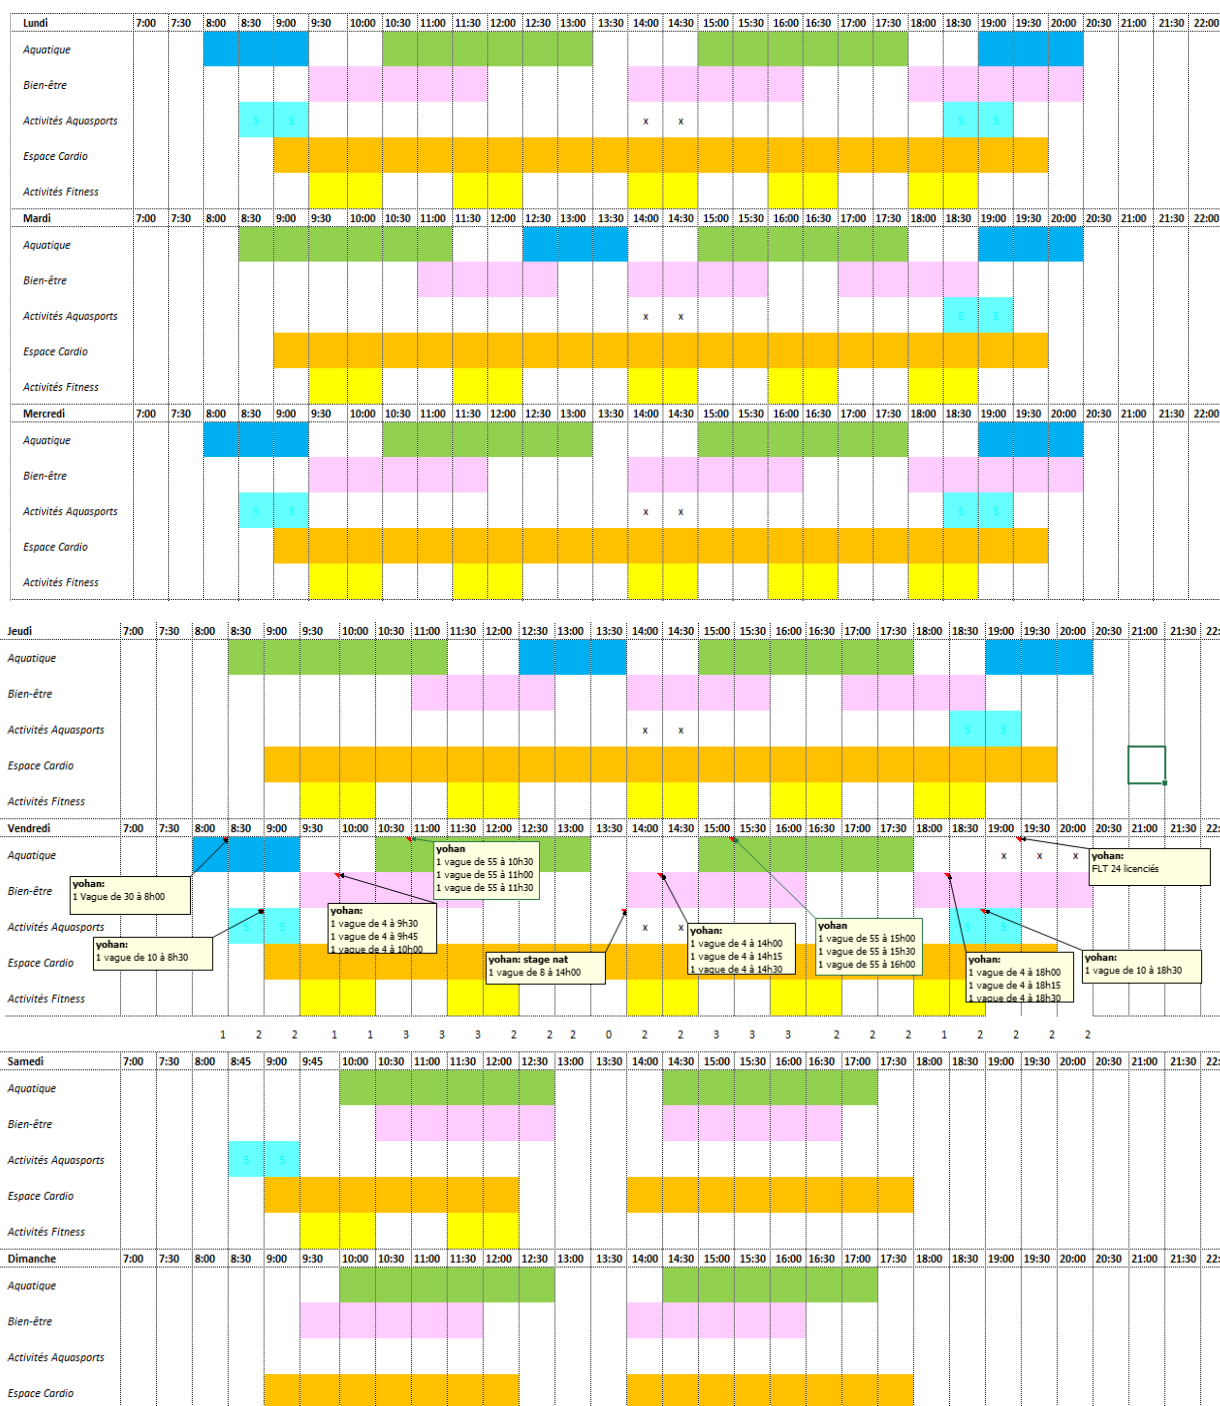 Lundi 7:00 7:30 8:00 8:30 9:00 9:30 10:00 10:30 11:00 11:30 12:00 12:30 13:00 13:30 14:00 14:30 15:00 15:30 16:00 16:30 17:00 17:30 18:00 18:30 19:00 19:30 20:00 20:30 21:00 21:30 22:00
Aquatique
Bien-être
Activités Aquasports 5 5 x x 5 5
Espace Cardio
Activités Fitness
Mardi 7:00 7:30 8:00 8:30 9:00 9:30 10:00 10:30 11:00 11:30 12:00 12:30 13:00 13:30 14:00 14:30 15:00 15:30 16:00 16:30 17:00 17:30 18:00 18:30 19:00 19:30 20:00 20:30 21:00 21:30 22:00
Aquatique
Bien-être
Activités Aquasports x x 5 5
Espace Cardio
Activités Fitness
Mercredi 7:00 7:30 8:00 8:30 9:00 9:30 10:00 10:30 11:00 11:30 12:00 12:30 13:00 13:30 14:00 14:30 15:00 15:30 16:00 16:30 17:00 17:30 18:00 18:30 19:00 19:30 20:00 20:30 21:00 21:30 22:00
Aquatique
Bien-être
Activités Aquasports 5 5 x x 5 5
Espace Cardio
Activités Fitness
Jeudi 7:00 7:30 8:00 8:30 9:00 9:30 10:00 10:30 11:00 11:30 12:00 12:30 13:00 13:30 14:00 14:30 15:00 15:30 16:00 16:30 17:00 17:30 18:00 18:30 19:00 19:30 20:00 20:30 21:00 21:30 22:
Aquatique
Bien-être
Activités Aquasports x x 5 5
Espace Cardio
Activités Fitness
Vendredi 7:00 7:30 8:00 8:30 9:00 9:30 10:00 10:30 11:00 11:30 12:00 12:30 13:00 13:30 14:00 14:30 15:00 15:30 16:00 16:30 17:00 17:30 18:00 18:30 19:00 19:30 20:00 20:30 21:00 21:30 22:
Aquatique x x x
yohan
1 vague de 55 à 10h30
1 vague de 55 à 11h00
1 vague de 55 à 11h30
yohan:
FLT 24 licenciés
Bien-être
yohan:
1 Vague de 30 à 8h00
yohan:
1 vague de 4 à 9h30
1 vague de 4 à 9h45
1 vague de 4 à 10h00
Activités Aquasports 5 5 x x 5 5
yohan:
1 vague de 10 à 8h30
yohan: stage nat
1 vague de 8 à 14h00
yohan:
1 vague de 4 à 14h00
1 vague de 4 à 14h15
1 vague de 4 à 14h30
yohan
1 vague de 55 à 15h00
1 vague de 55 à 15h30
1 vague de 55 à 16h00
yohan:
1 vague de 4 à 18h00
1 vague de 4 à 18h15
1 vague de 4 à 18h30
yohan:
1 vague de 10 à 18h30
Espace Cardio
Activités Fitness
1 2 2 1 1 3 3 3 2 2 2 0 2 2 3 3 3 2 2 2 1 2 2 2 2
Samedi 7:00 7:30 8:00 8:45 9:00 9:45 10:00 10:30 11:00 11:30 12:00 12:30 13:00 13:30 14:00 14:30 15:00 15:30 16:00 16:30 17:00 17:30 18:00 18:30 19:00 19:30 20:00 20:30 21:00 21:30 22:
Aquatique
Bien-être
Activités Aquasports 5 5
Espace Cardio
Activités Fitness
Dimanche 7:00 7:30 8:00 8:30 9:00 9:30 10:00 10:30 11:00 11:30 12:00 12:30 13:00 13:30 14:00 14:30 15:00 15:30 16:00 16:30 17:00 17:30 18:00 18:30 19:00 19:30 20:00 20:30 21:00 21:30 22:
Aquatique
Bien-être
Activités Aquasports
Espace Cardio